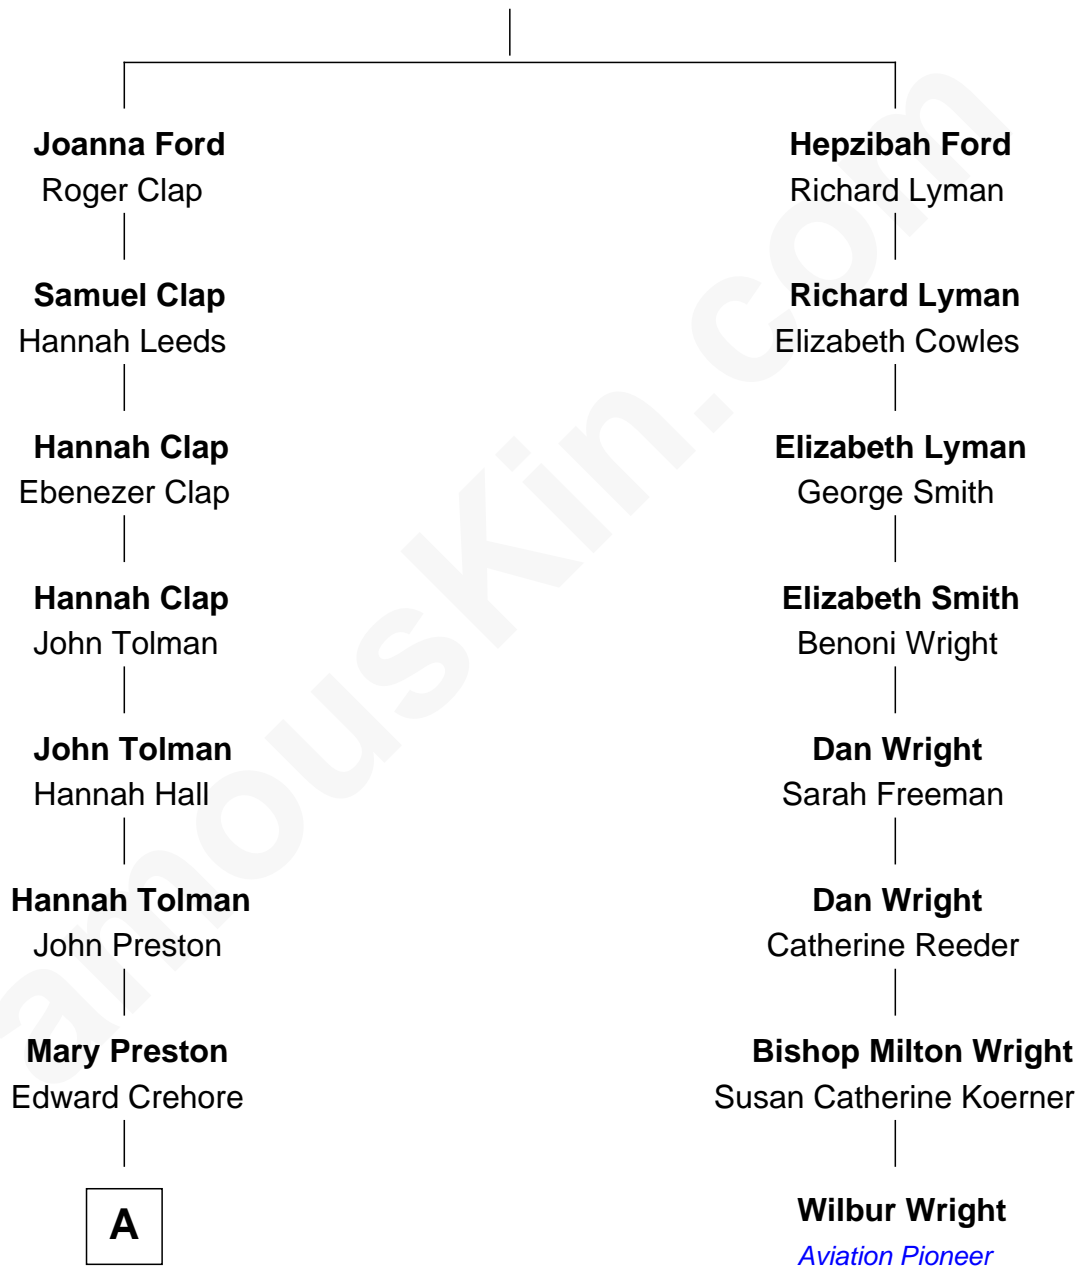 Joanna Ford
Roger Clap
Samuel Clap
Hannah Leeds
Hannah Clap
Ebenezer Clap
Hannah Clap
John Tolman
John Tolman
Hannah Hall
Hannah Tolman
John Preston
Mary Preston
Edward Crehore
A
Hepzibah Ford
Richard Lyman
Richard Lyman
Elizabeth Cowles
Elizabeth Lyman
George Smith
Elizabeth Smith
Benoni Wright
Dan Wright
Sarah Freeman
Dan Wright
Catherine Reeder
Bishop Milton Wright
Susan Catherine Koerner
Wilbur Wright
Aviation Pioneer
amouskin.com